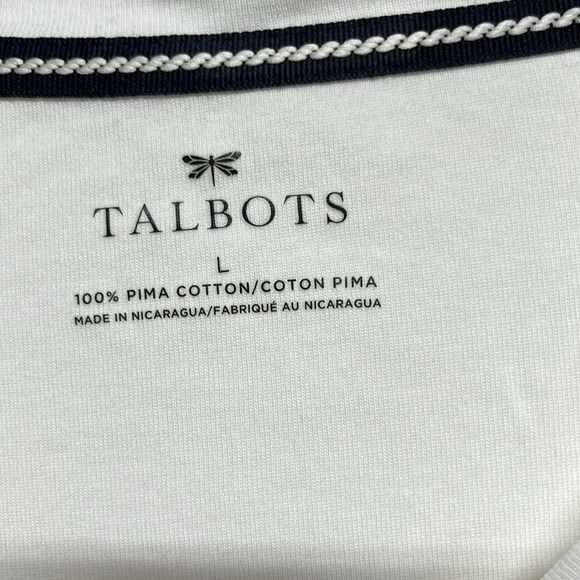 TALBOTS
L
100% PIMA COTTON/COTON PIMA
MADE IN NICARAGUA/FABRIQUÉ AU NICARAGUA